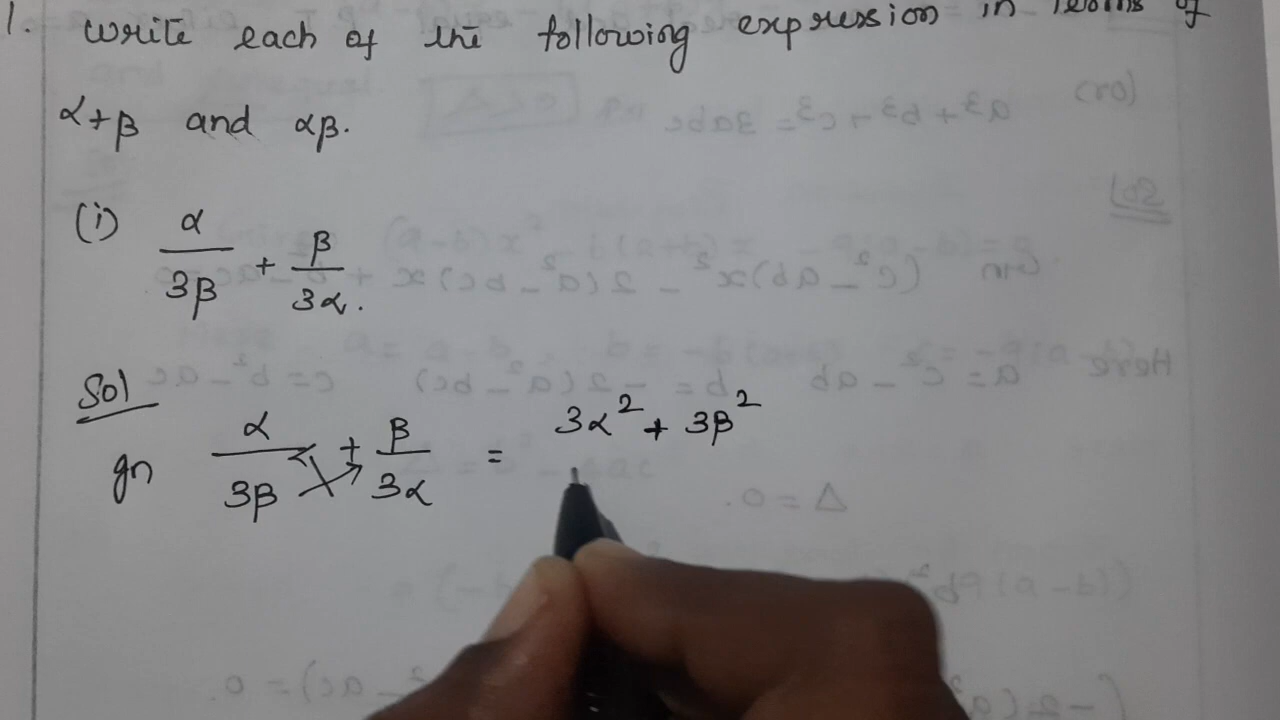 1. write each of the following expression in terms of
α+β and αβ.
(i) α/3β + β/3α.
Sol
gn α/3β + β/3α = 3α² + 3β²